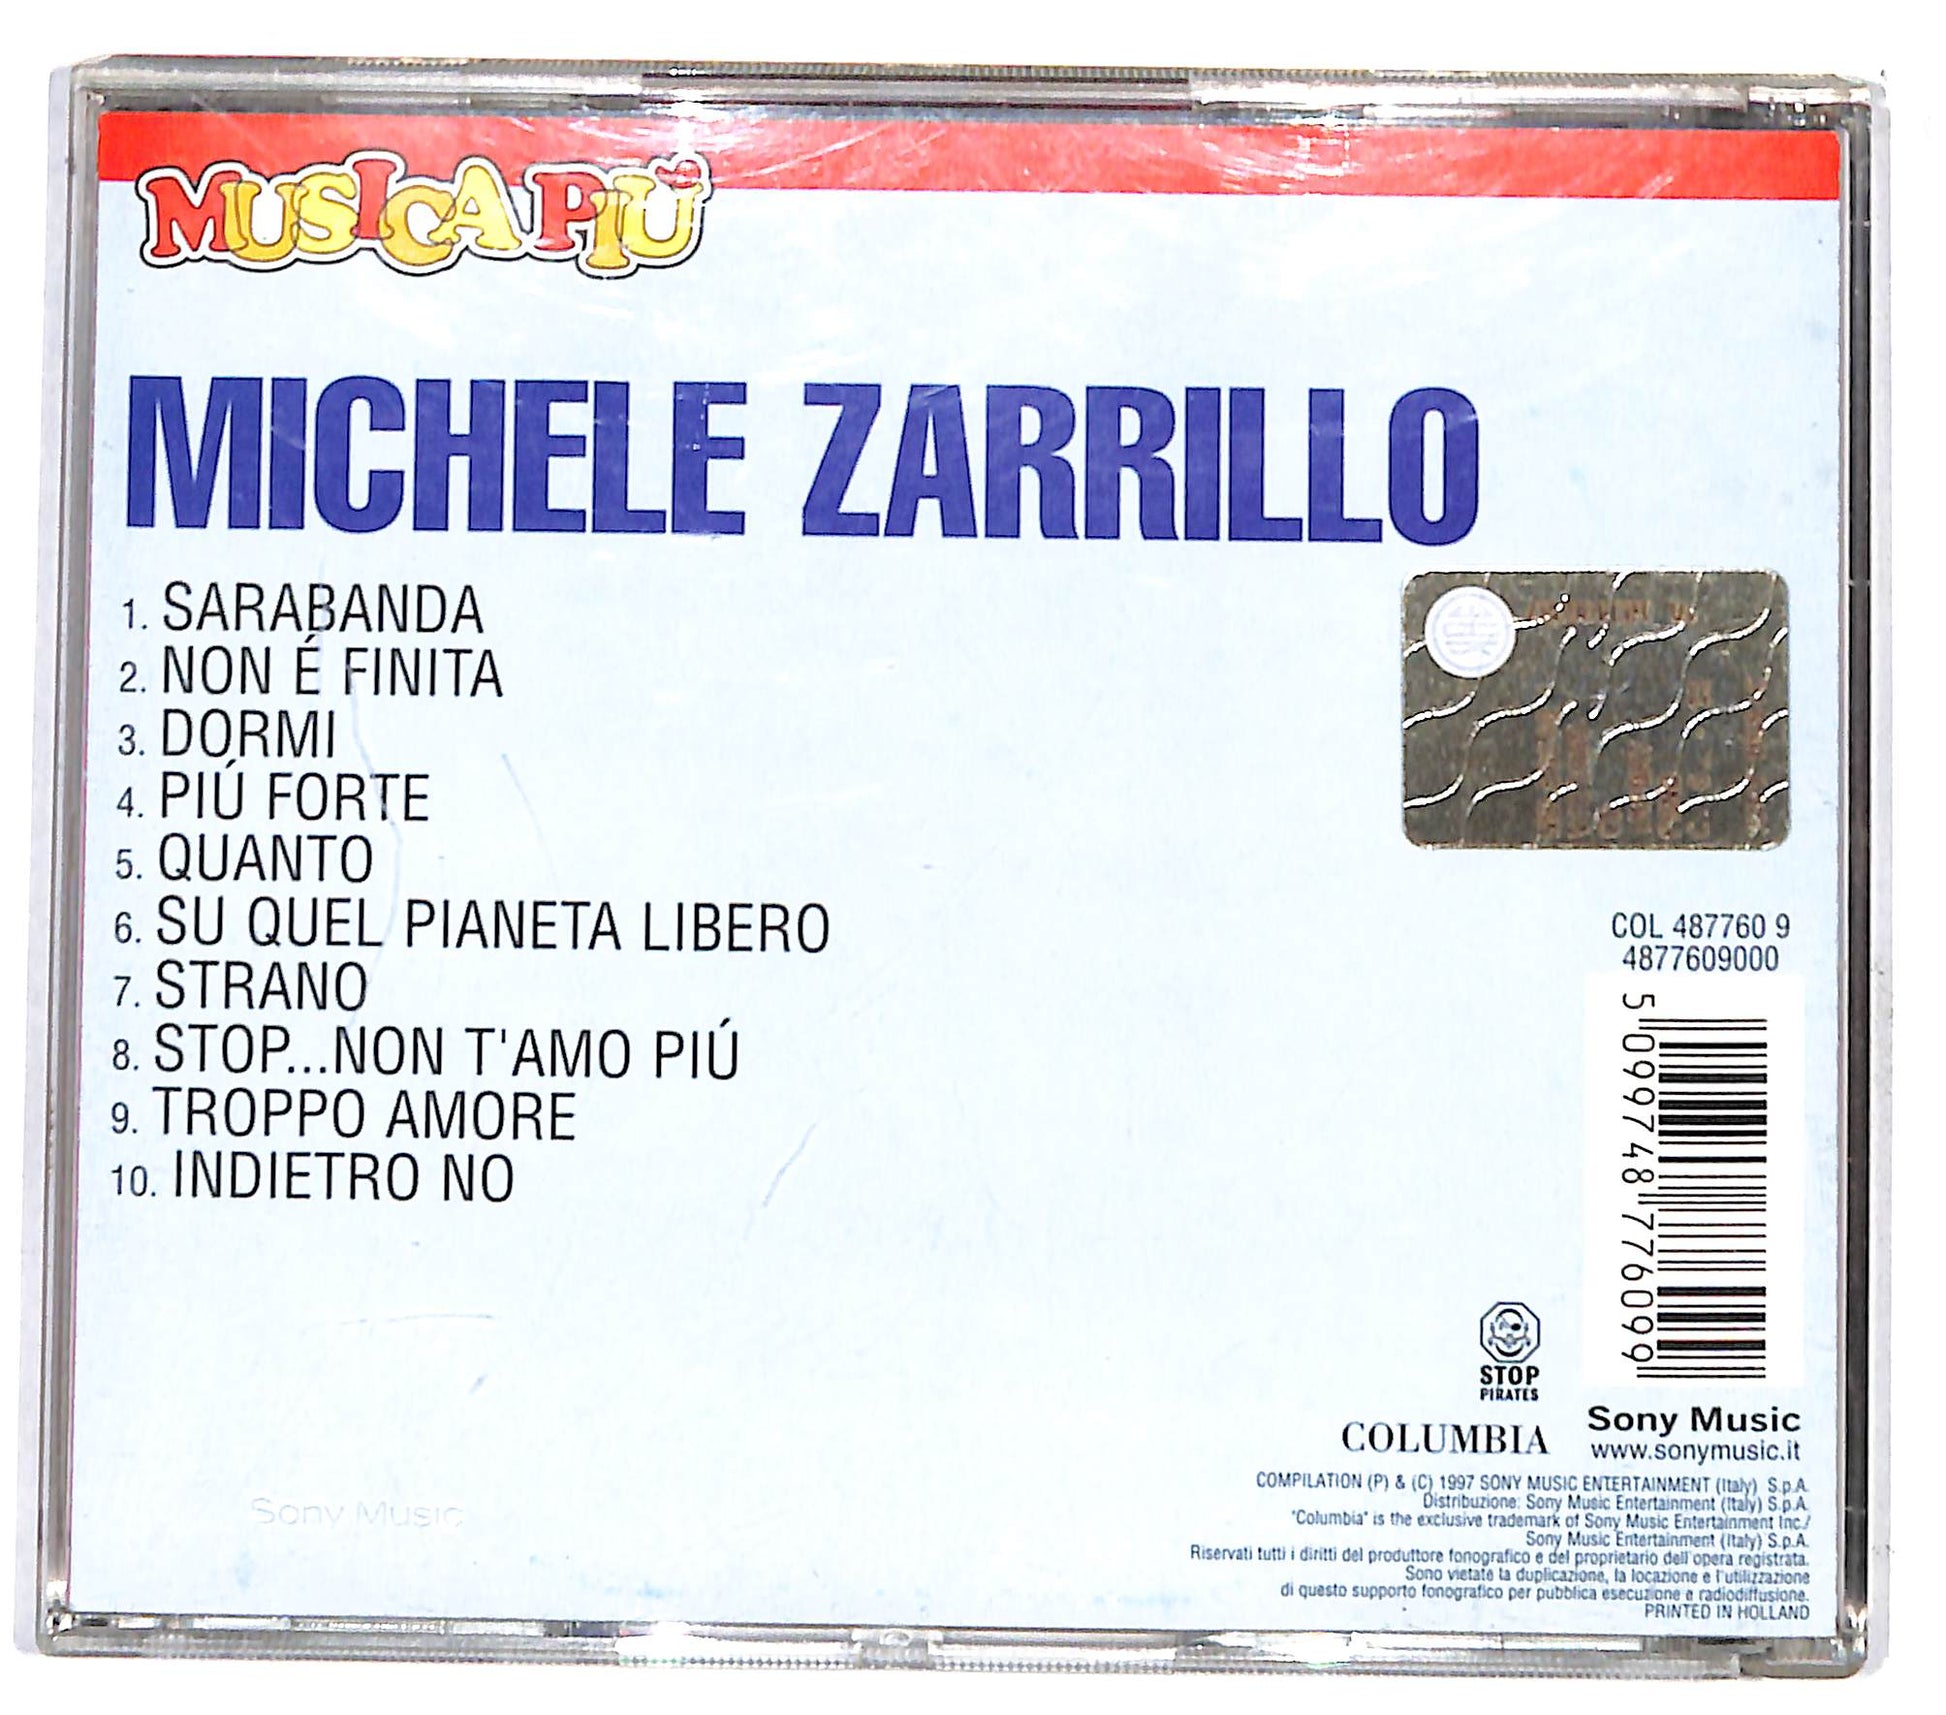 MUSICA PIÙ
MICHELE ZARRILLO
1. SARABANDA
2. NON É FINITA
3. DORMI
4. PIÚ FORTE
5. QUANTO
6. SU QUEL PIANETA LIBERO
7. STRANO
8. STOP...NON T'AMO PIÚ
9. TROPPO AMORE
10. INDIETRO NO
COL 487760 9
4877609000
5 099748 776099
STOP
PIRATES
COLUMBIA
Sony Music
www.sonymusic.it
COMPILATION (P) & (C) 1997 SONY MUSIC ENTERTAINMENT (Italy) S.p.A.
Distribuzione: Sony Music Entertainment (Italy) S.p.A.
"Columbia" is the exclusive trademark of Sony Music Entertainment Inc./
Sony Music Entertainment (Italy) S.p.A.
Riservati tutti i diritti del produttore fonografico e del proprietario dell'opera registrata.
Sono vietate la duplicazione, la locazione e l'utilizzazione
di questo supporto fonografico per pubblica esecuzione e radiodiffusione.
PRINTED IN HOLLAND
Sony Music